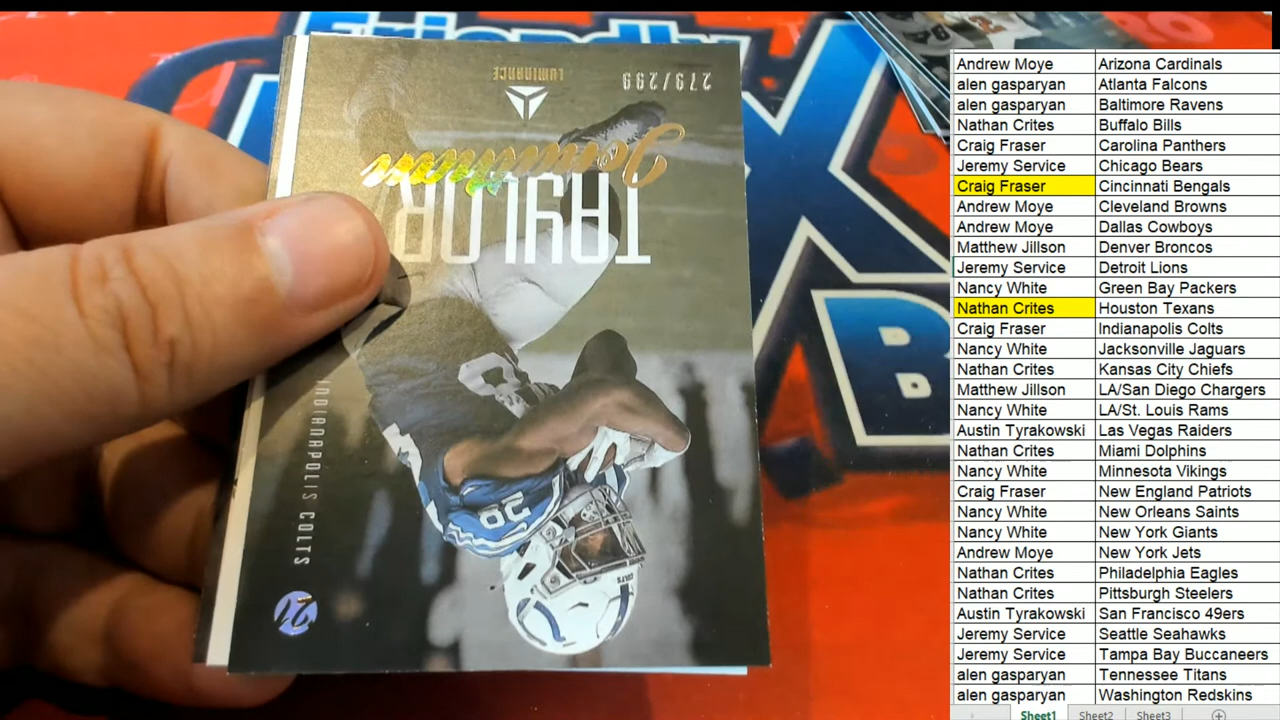 Friendly
LUMINANCE
279/299
Jonathan
TAYLOR
28
COLTS
INDIANAPOLIS COLTS
21
X
B
Andrew Moye Arizona Cardinals
alen gasparyan Atlanta Falcons
alen gasparyan Baltimore Ravens
Nathan Crites Buffalo Bills
Craig Fraser Carolina Panthers
Jeremy Service Chicago Bears
Craig Fraser Cincinnati Bengals
Andrew Moye Cleveland Browns
Andrew Moye Dallas Cowboys
Matthew Jillson Denver Broncos
Jeremy Service Detroit Lions
Nancy White Green Bay Packers
Nathan Crites Houston Texans
Craig Fraser Indianapolis Colts
Nancy White Jacksonville Jaguars
Nathan Crites Kansas City Chiefs
Matthew Jillson LA/San Diego Chargers
Nancy White LA/St. Louis Rams
Austin Tyrakowski Las Vegas Raiders
Nathan Crites Miami Dolphins
Nancy White Minnesota Vikings
Craig Fraser New England Patriots
Nancy White New Orleans Saints
Nancy White New York Giants
Andrew Moye New York Jets
Nathan Crites Philadelphia Eagles
Nathan Crites Pittsburgh Steelers
Austin Tyrakowski San Francisco 49ers
Jeremy Service Seattle Seahawks
Jeremy Service Tampa Bay Buccaneers
alen gasparyan Tennessee Titans
alen gasparyan Washington Redskins
Sheet1 Sheet2 Sheet3